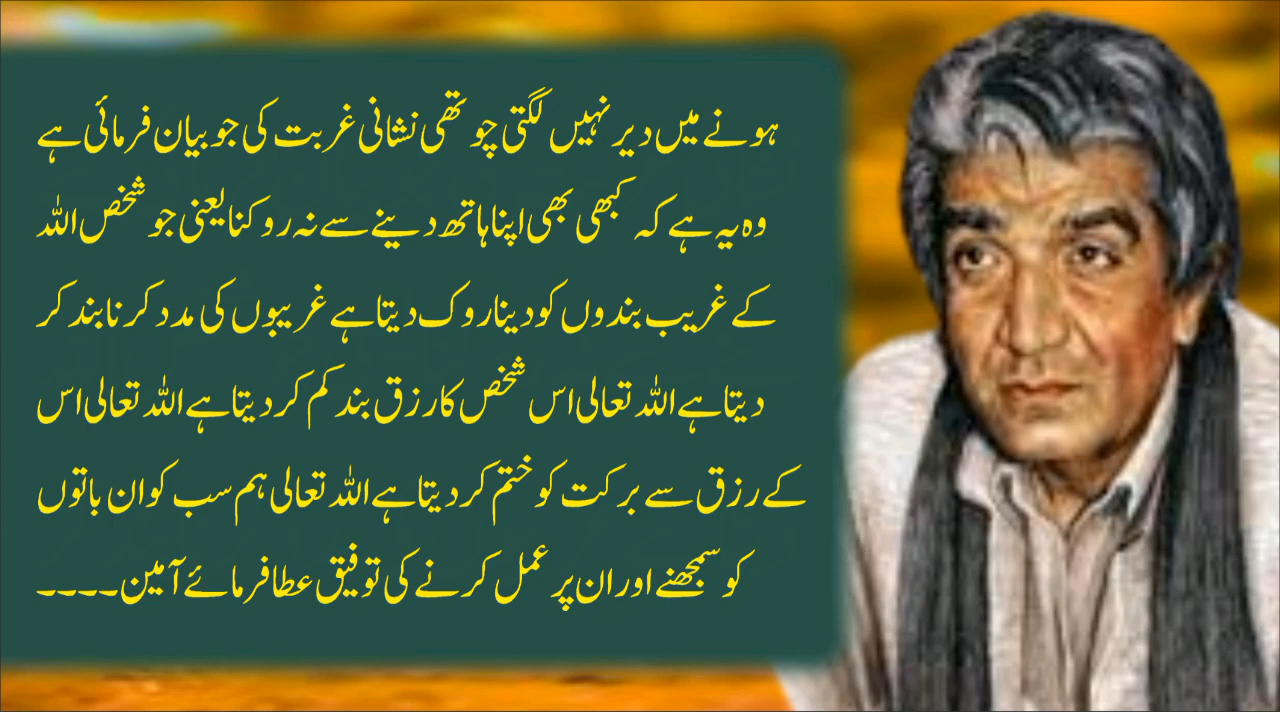 ہونے میں دیر نہیں لگتی چوتھی نشانی غربت کی جو بیان فرمائی ہے
وہ یہ ہے کہ کبھی بھی اپنا ہاتھ دینے سے نہ روکنا یعنی جو شخص اللہ
کے غریب بندوں کو دینا روک دیتا ہے غریبوں کی مدد کرنا بند کر
دیتا ہے اللہ تعالی اس شخص کا رزق بند کم کر دیتا ہے اللہ تعالی اس
کے رزق سے برکت کو ختم کر دیتا ہے اللہ تعالی ہم سب کو ان باتوں
کو سمجھنے اور ان پر عمل کرنے کی توفیق عطا فرمائے آمین۔۔۔۔